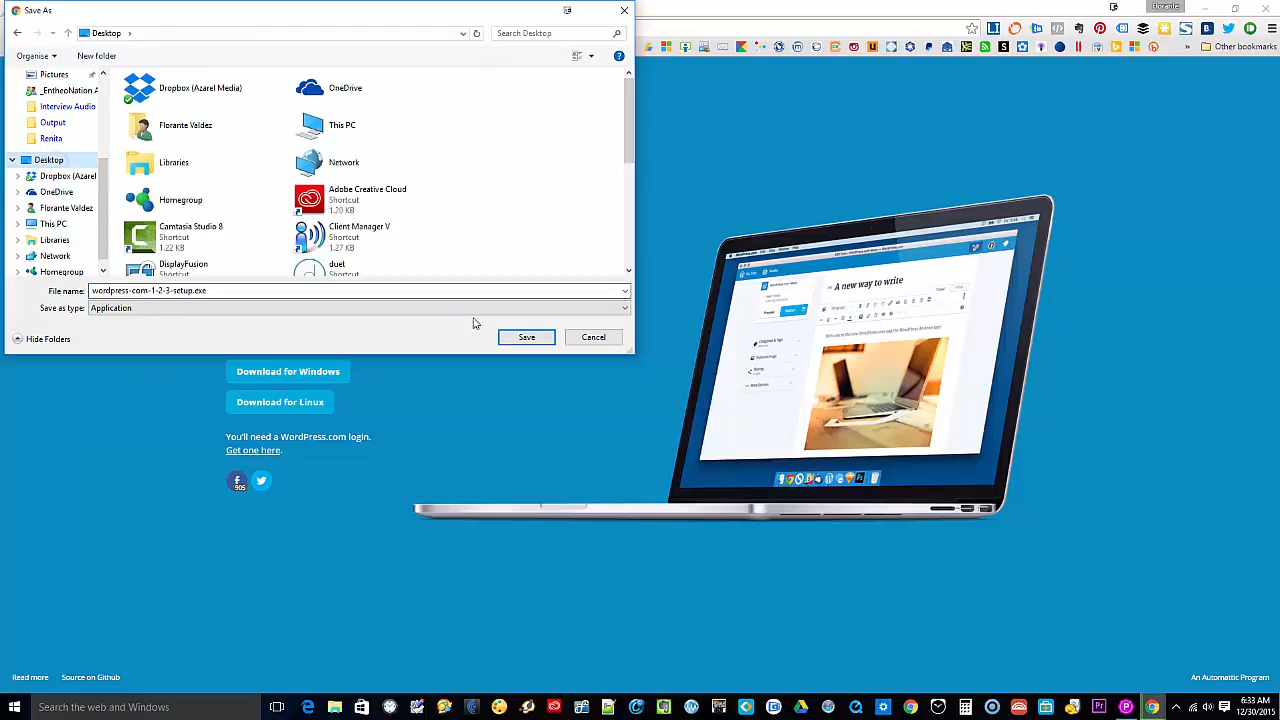 Save As
Florante
Desktop
Search Desktop
Organise
New folder
Other bookmarks
Pictures
_EntheoNation A
Interview Audio
Output
Renita
Desktop
Dropbox (Azarel
OneDrive
Florante Valdez
This PC
Libraries
Network
Homegroup
Dropbox (Azarel Media)
OneDrive
Florante Valdez
This PC
Libraries
Network
Homegroup
Adobe Creative Cloud
Shortcut
1.20 KB
Camtasia Studio 8
Shortcut
1.22 KB
Client Manager V
Shortcut
1.27 KB
DisplayFusion
duet
File name:
wordpress-com-1-2-3-setup.exe
Save as type:
Application
Hide Folders
Save
Cancel
Download for Windows
Download for Linux
You'll need a WordPress.com login.
Get one here.
905
A new way to write
Read more
Source on Github
An Automattic Program
Search the web and Windows
6:33 AM
12/30/2015